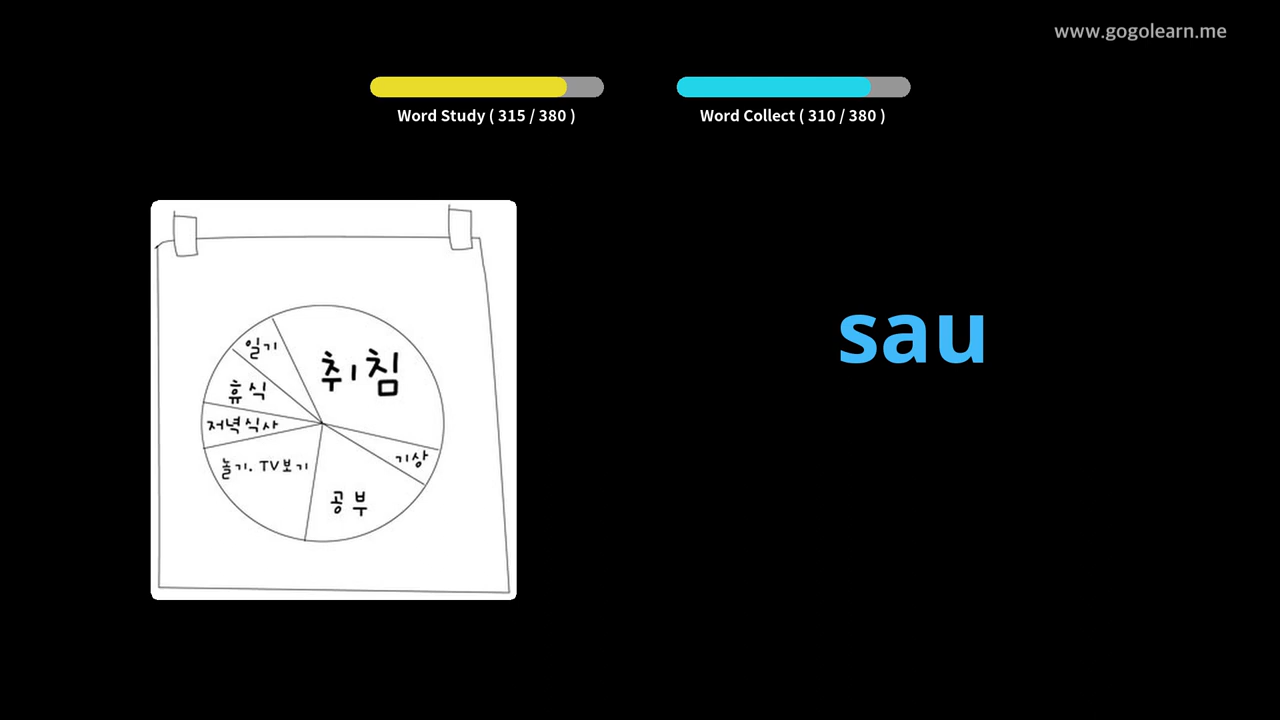 www.gogolearn.me
Word Study ( 315 / 380 )
Word Collect ( 310 / 380 )
일기
취침
휴식
저녁식사
놀기. TV보기
기상
공부
sau